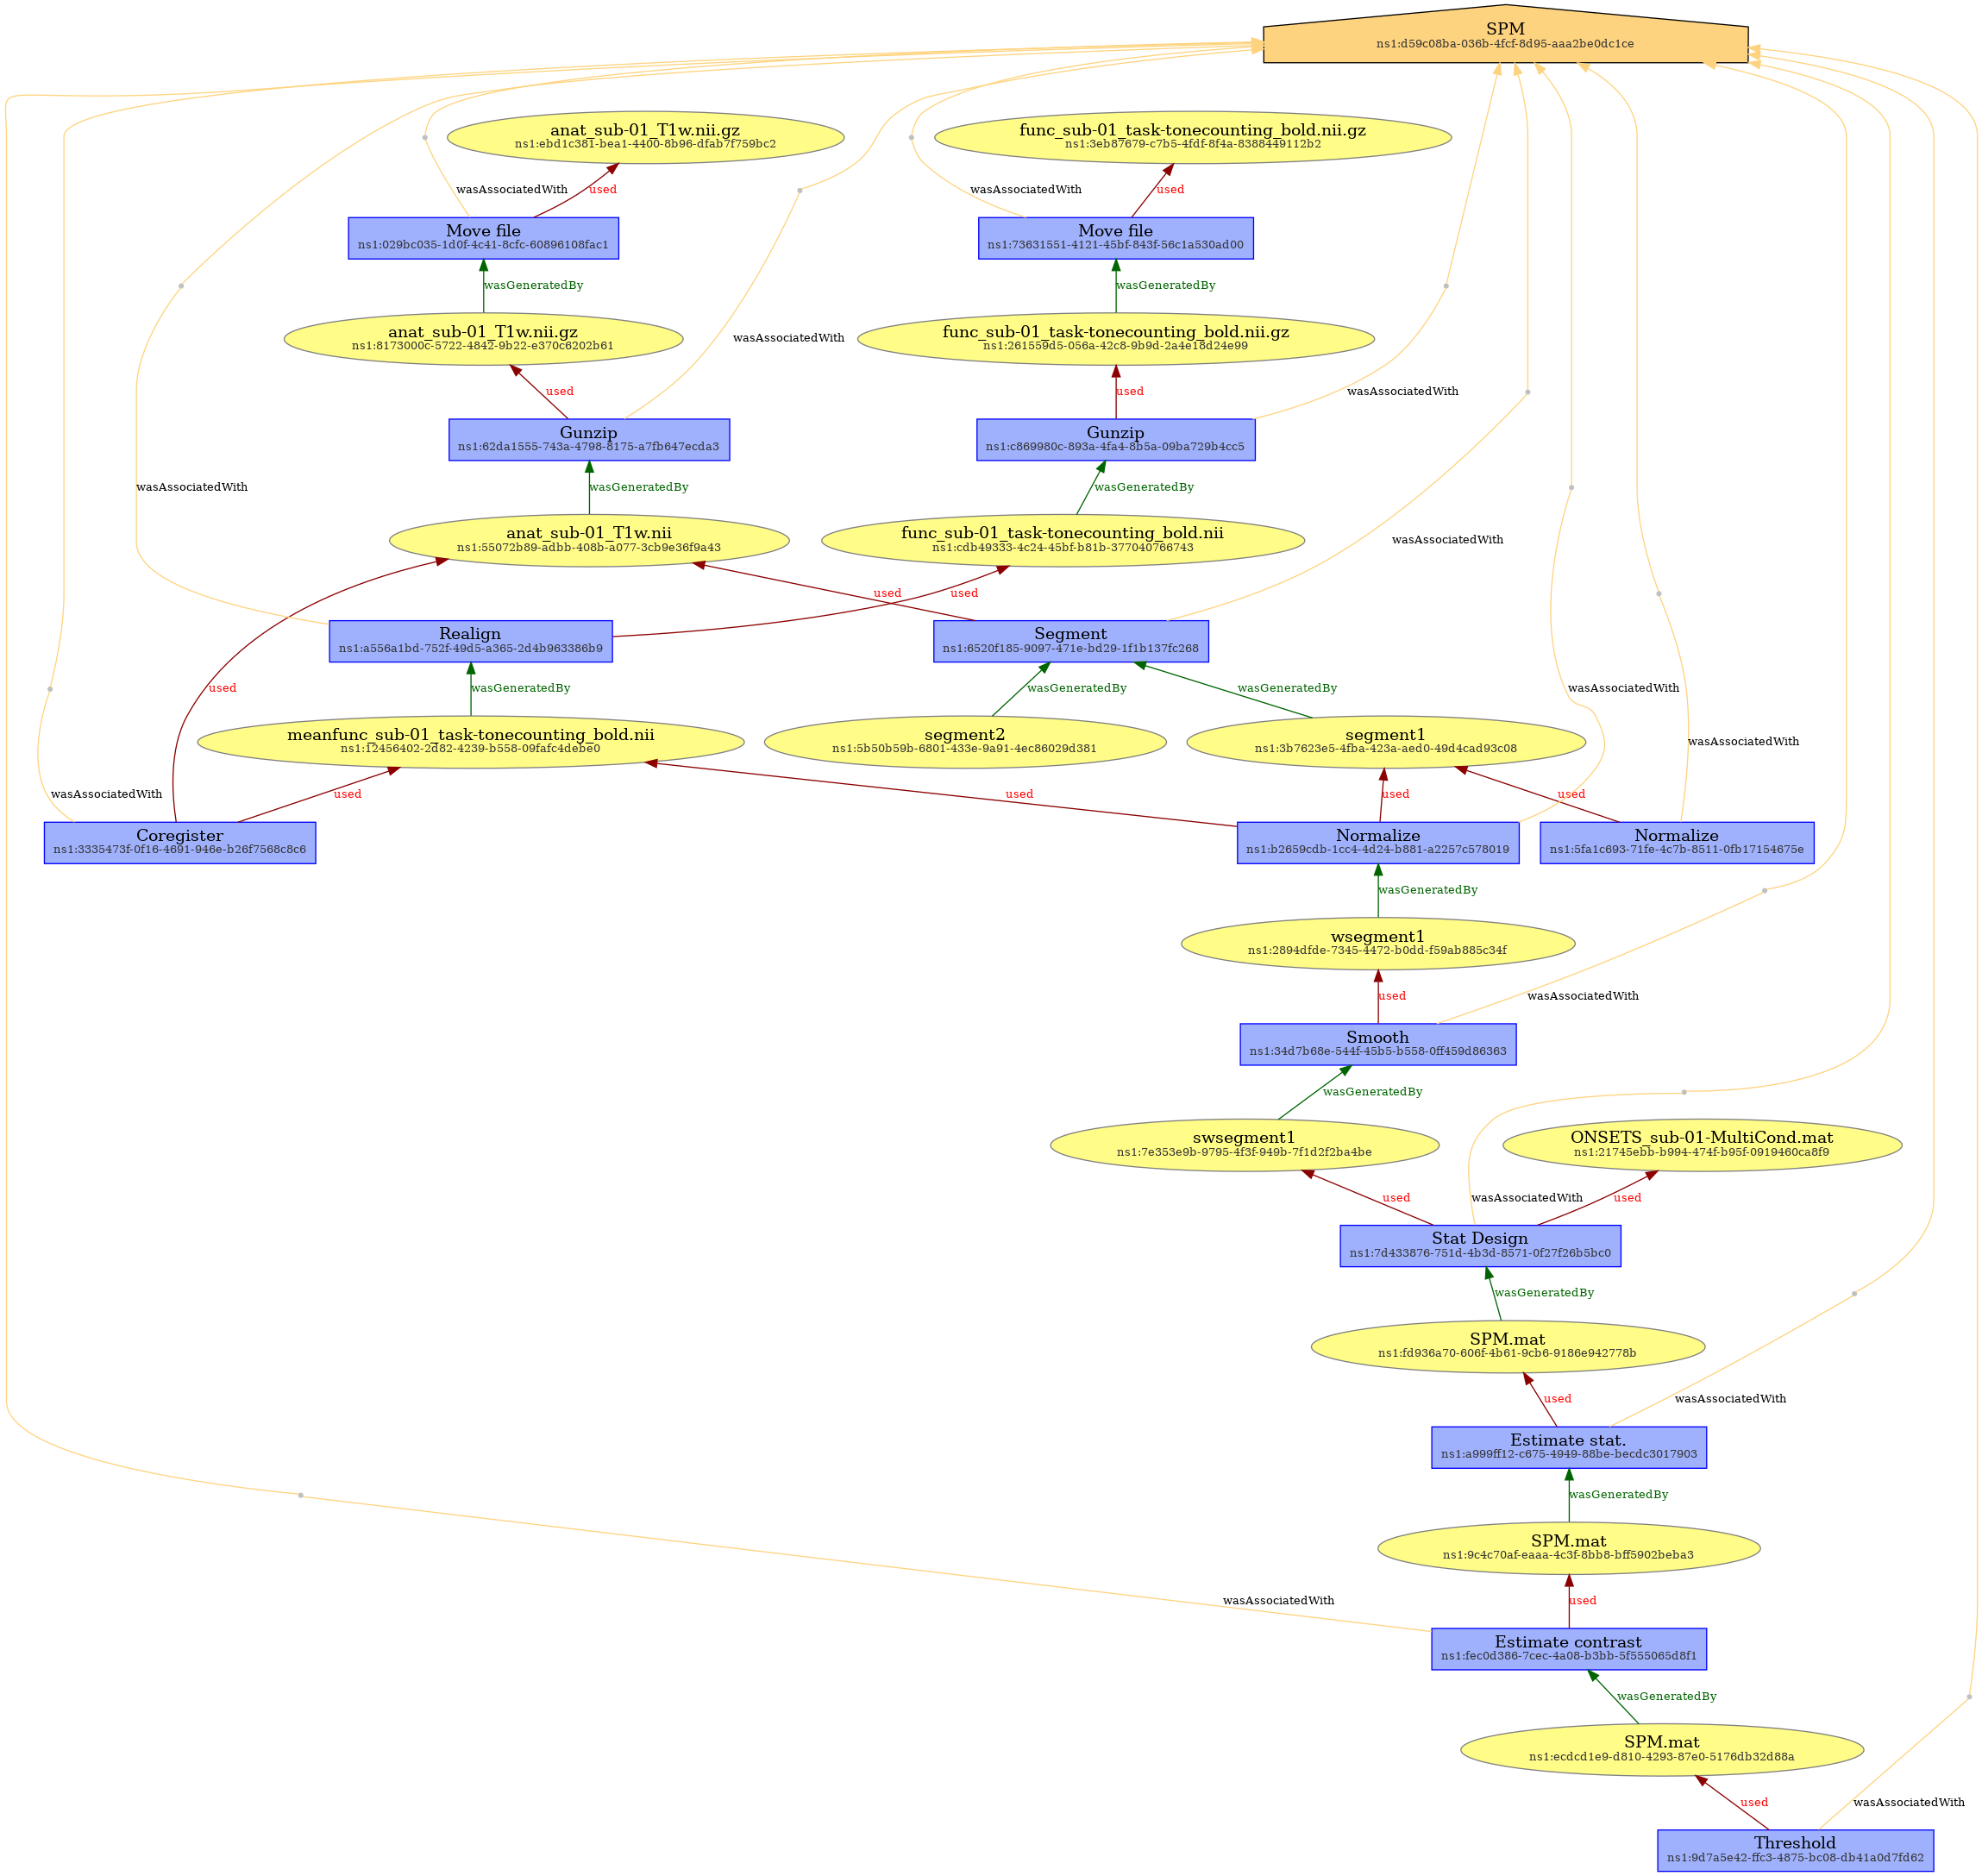 SPM
ns1:d59c08ba-036b-4fcf-8d95-aaa2be0dc1ce
anat_sub-01_T1w.nii.gz
ns1:ebd1c381-bea1-4400-8b96-dfab7f759bc2
func_sub-01_task-tonecounting_bold.nii.gz
ns1:3eb87679-c7b5-4fdf-8f4a-8388449112b2
wasAssociatedWith
used
wasAssociatedWith
used
Move file
ns1:029bc035-1d0f-4c41-8cfc-60896108fac1
Move file
ns1:73631551-4121-45bf-843f-56c1a530ad00
wasGeneratedBy
wasGeneratedBy
anat_sub-01_T1w.nii.gz
ns1:8173000c-5722-4842-9b22-e370c6202b61
wasAssociatedWith
func_sub-01_task-tonecounting_bold.nii.gz
ns1:261559d5-056a-42c8-9b9d-2a4e18d24e99
used
used
wasAssociatedWith
Gunzip
ns1:62da1555-743a-4798-8175-a7fb647ecda3
Gunzip
ns1:c869980c-893a-4fa4-8b5a-09ba729b4cc5
wasAssociatedWith
wasGeneratedBy
wasGeneratedBy
anat_sub-01_T1w.nii
ns1:55072b89-adbb-408b-a077-3cb9e36f9a43
func_sub-01_task-tonecounting_bold.nii
ns1:cdb49333-4c24-45bf-b81b-377040766743
wasAssociatedWith
used
used
Realign
ns1:a556a1bd-752f-49d5-a365-2d4b963386b9
Segment
ns1:6520f185-9097-471e-bd29-1f1b137fc268
used
wasGeneratedBy
wasGeneratedBy
wasGeneratedBy
wasAssociatedWith
meanfunc_sub-01_task-tonecounting_bold.nii
ns1:12456402-2d82-4239-b558-09fafc4debe0
segment2
ns1:5b50b59b-6801-433e-9a91-4ec86029d381
segment1
ns1:3b7623e5-4fba-423a-aed0-49d4cad93c08
wasAssociatedWith
wasAssociatedWith
used
used
used
used
Coregister
ns1:3335473f-0f16-4691-946e-b26f7568c8c6
Normalize
ns1:b2659cdb-1cc4-4d24-b881-a2257c578019
Normalize
ns1:5fa1c693-71fe-4c7b-8511-0fb17154675e
wasGeneratedBy
wsegment1
ns1:2894dfde-7345-4472-b0dd-f59ab885c34f
used
wasAssociatedWith
Smooth
ns1:34d7b68e-544f-45b5-b558-0ff459d86363
wasGeneratedBy
swsegment1
ns1:7e353e9b-9795-4f3f-949b-7f1d2f2ba4be
ONSETS_sub-01-MultiCond.mat
ns1:21745ebb-b994-474f-b95f-0919460ca8f9
used
wasAssociatedWith
used
Stat Design
ns1:7d433876-751d-4b3d-8571-0f27f26b5bc0
wasGeneratedBy
SPM.mat
ns1:fd936a70-606f-4b61-9cb6-9186e942778b
used
wasAssociatedWith
Estimate stat.
ns1:a999ff12-c675-4949-88be-becdc3017903
wasGeneratedBy
SPM.mat
ns1:9c4c70af-eaaa-4c3f-8bb8-bff5902beba3
wasAssociatedWith
used
Estimate contrast
ns1:fec0d386-7cec-4a08-b3bb-5f555065d8f1
wasGeneratedBy
SPM.mat
ns1:ecdcd1e9-d810-4293-87e0-5176db32d88a
used
wasAssociatedWith
Threshold
ns1:9d7a5e42-ffc3-4875-bc08-db41a0d7fd62